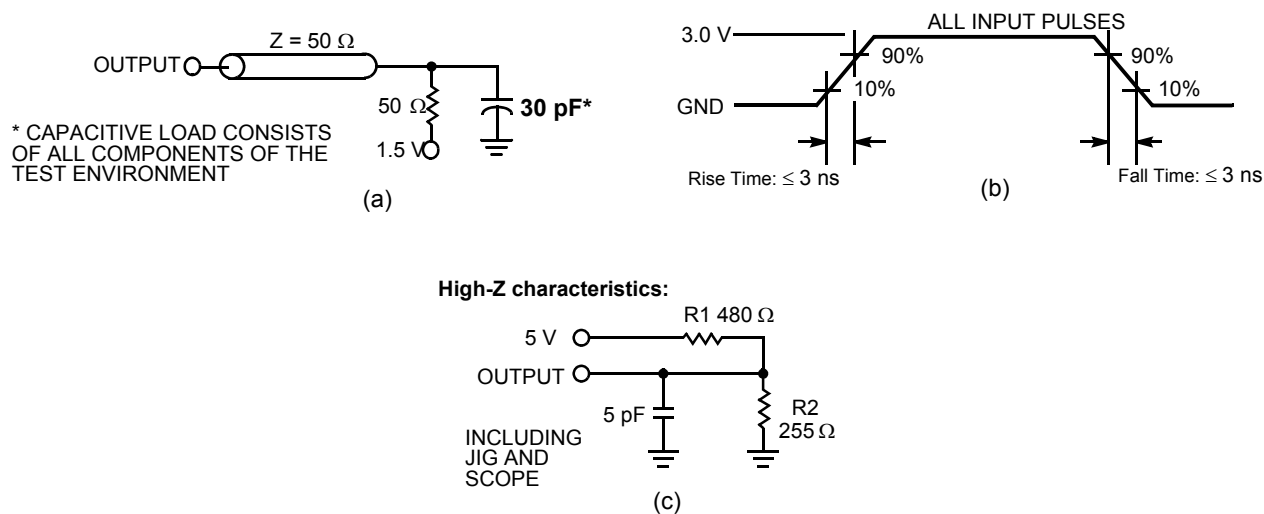 Z = 50 Ω
OUTPUT
50 Ω
30 pF*
1.5 V
* CAPACITIVE LOAD CONSISTS
OF ALL COMPONENTS OF THE
TEST ENVIRONMENT
(a)
ALL INPUT PULSES
3.0 V
90%
90%
10%
10%
GND
Rise Time: ≤ 3 ns
Fall Time: ≤ 3 ns
(b)
High-Z characteristics:
R1 480 Ω
5 V
OUTPUT
5 pF
R2
255 Ω
INCLUDING
JIG AND
SCOPE
(c)